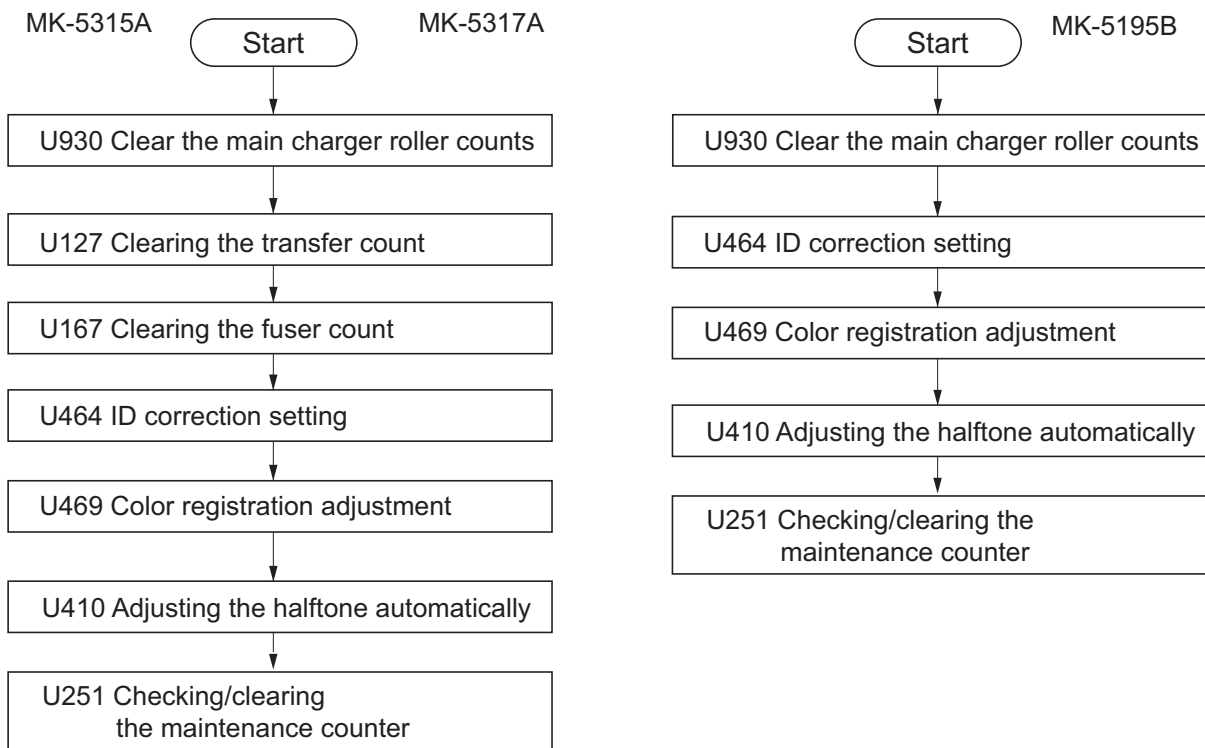 MK-5315A
Start
MK-5317A
U930 Clear the main charger roller counts
U127 Clearing the transfer count
U167 Clearing the fuser count
U464 ID correction setting
U469 Color registration adjustment
U410 Adjusting the halftone automatically
U251 Checking/clearing
the maintenance counter
Start
MK-5195B
U930 Clear the main charger roller counts
U464 ID correction setting
U469 Color registration adjustment
U410 Adjusting the halftone automatically
U251 Checking/clearing the
maintenance counter